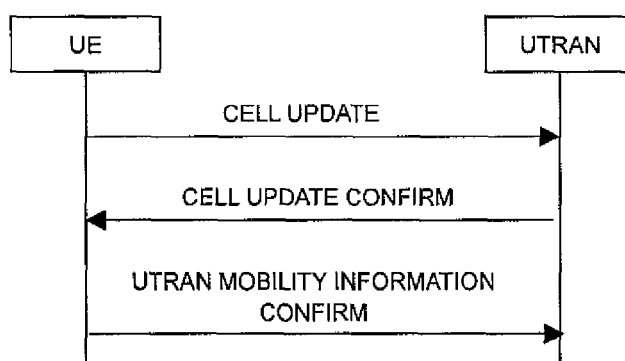 UE
UTRAN
CELL UPDATE
CELL UPDATE CONFIRM
UTRAN MOBILITY INFORMATION
CONFIRM